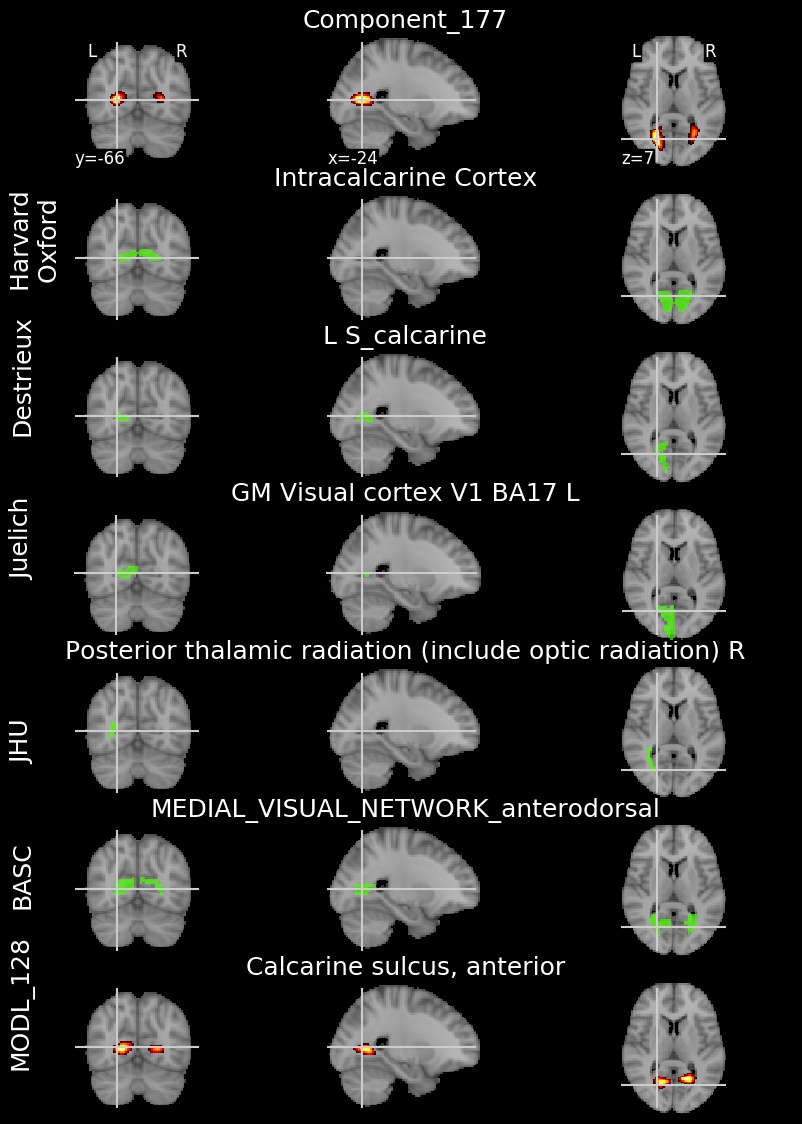 Component_177
L R L R
y=-66 x=-24 z=7
Intracalcarine Cortex
Harvard
Oxford
L S_calcarine
Destrieux
GM Visual cortex V1 BA17 L
Juelich
Posterior thalamic radiation (include optic radiation) R
JHU
MEDIAL_VISUAL_NETWORK_anterodorsal
BASC
Calcarine sulcus, anterior
MODL_128